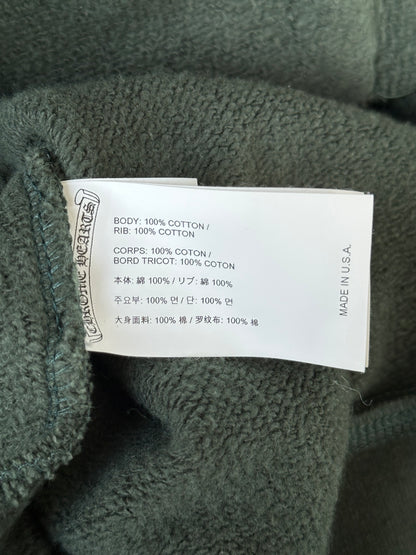 CHROME HEARTS
BODY: 100% COTTON /
RIB: 100% COTTON
CORPS: 100% COTON /
BORD TRICOT: 100% COTON
本体: 綿 100% / リブ: 綿 100%
주요부: 100% 면 / 단: 100% 면
大身面料: 100% 棉 / 罗纹布: 100% 棉
MADE IN U.S.A.